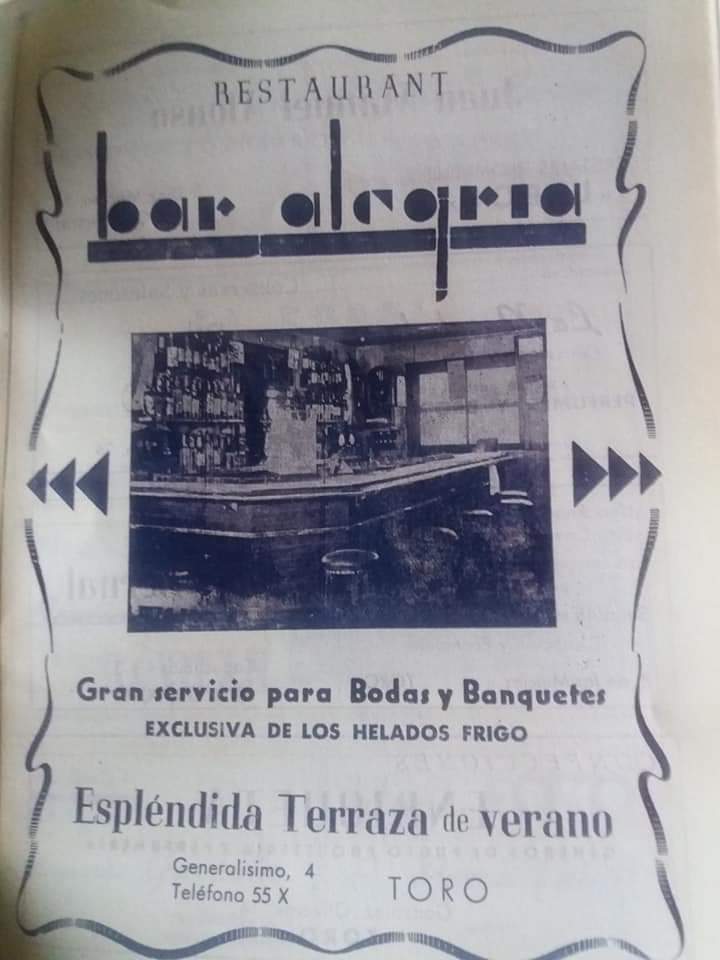 RESTAURANT
bar alegria
Gran servicio para Bodas y Banquetes
EXCLUSIVA DE LOS HELADOS FRIGO
Espléndida Terraza de verano
Generalisimo, 4
Teléfono 55 X
TORO